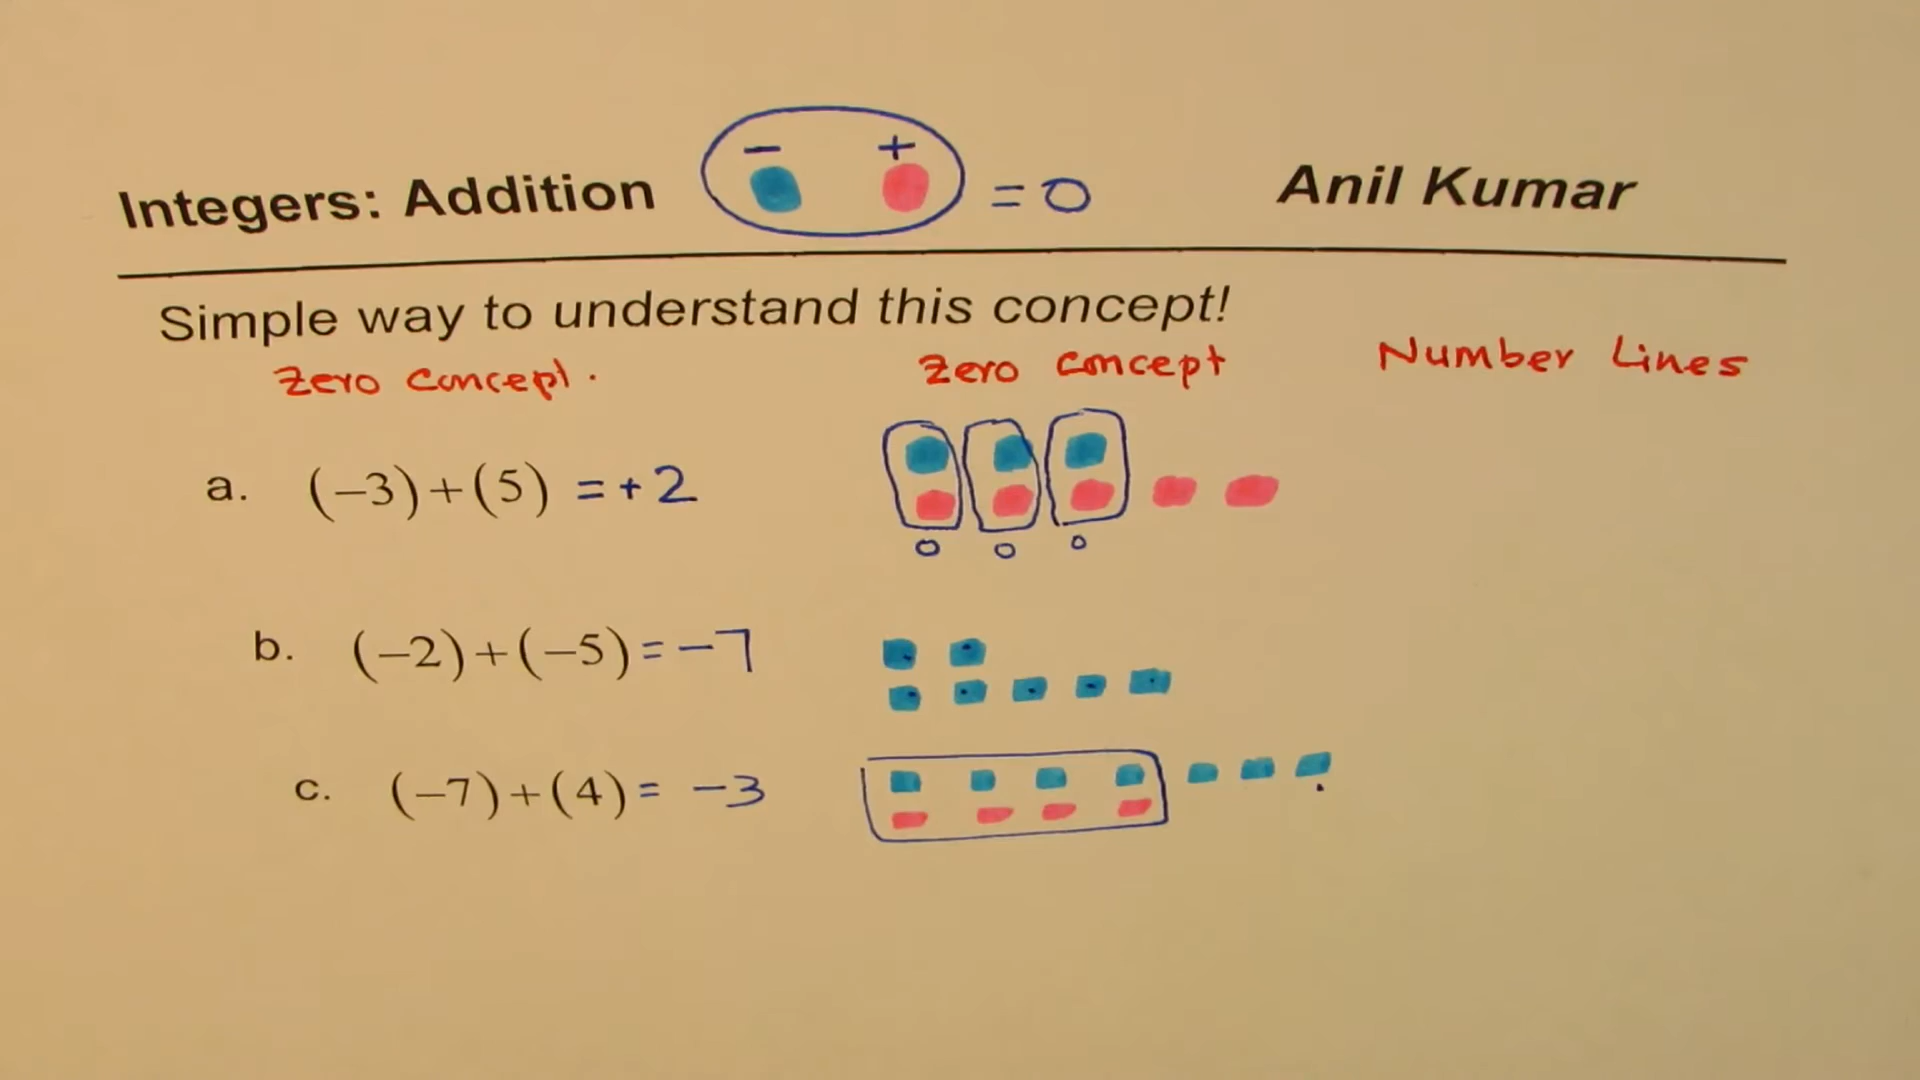 Integers: Addition − + = 0 Anil Kumar
Simple way to understand this concept!
Zero Concept. Zero Concept Number Lines
a. (−3)+(5) = +2
0 0 0
b. (−2)+(−5) = −7
c. (−7)+(4) = −3